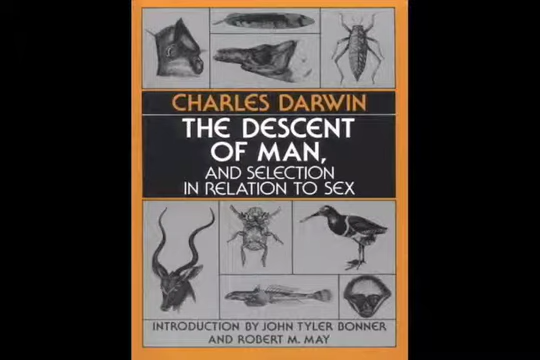 CHARLES DARWIN
THE DESCENT
OF MAN,
AND SELECTION
IN RELATION TO SEX
INTRODUCTION BY JOHN TYLER BONNER
AND ROBERT M. MAY